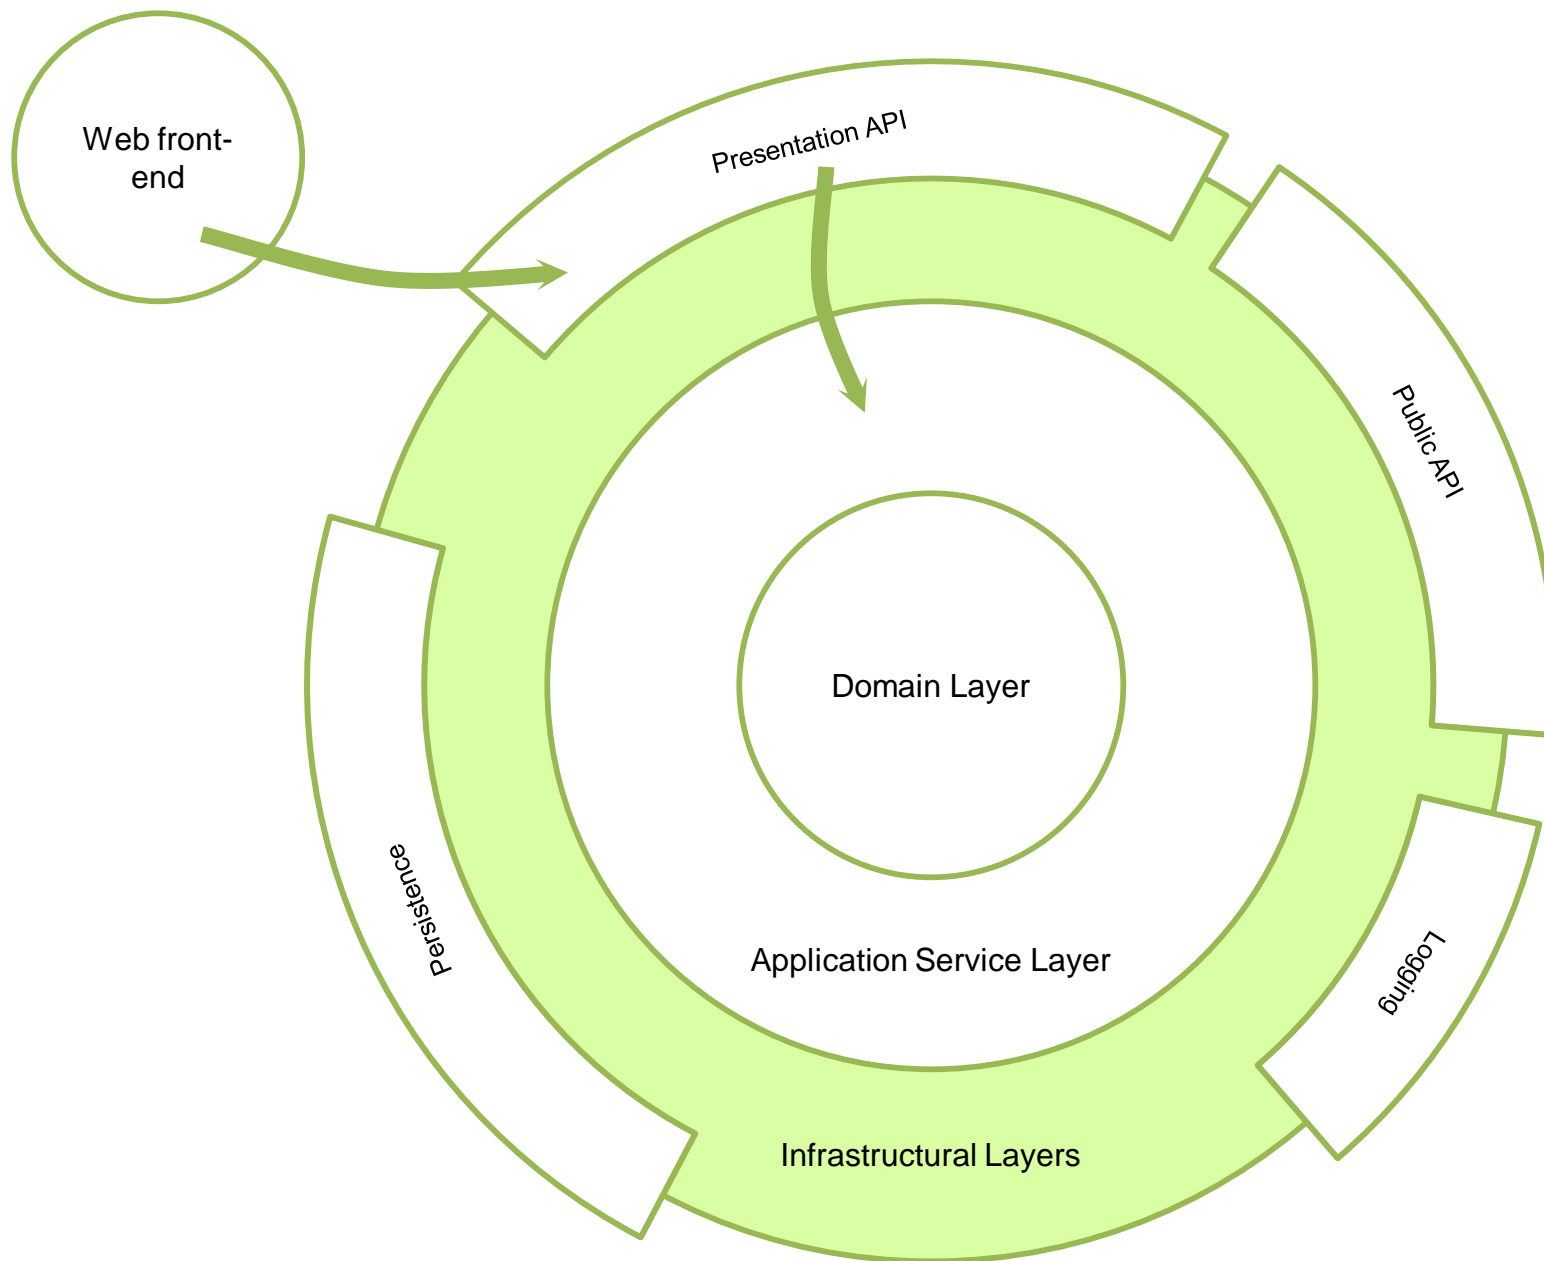 Web front-
end
Presentation API
Public API
Domain Layer
Persistence
Application Service Layer
Logging
Infrastructural Layers